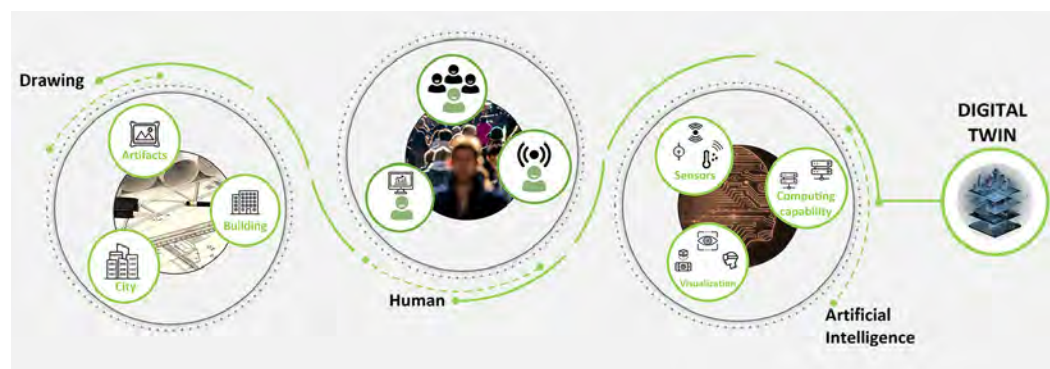 Drawing
Artifacts
Building
City
Human
Sensors
Computing
capability
Visualization
Artificial
Intelligence
DIGITAL
TWIN